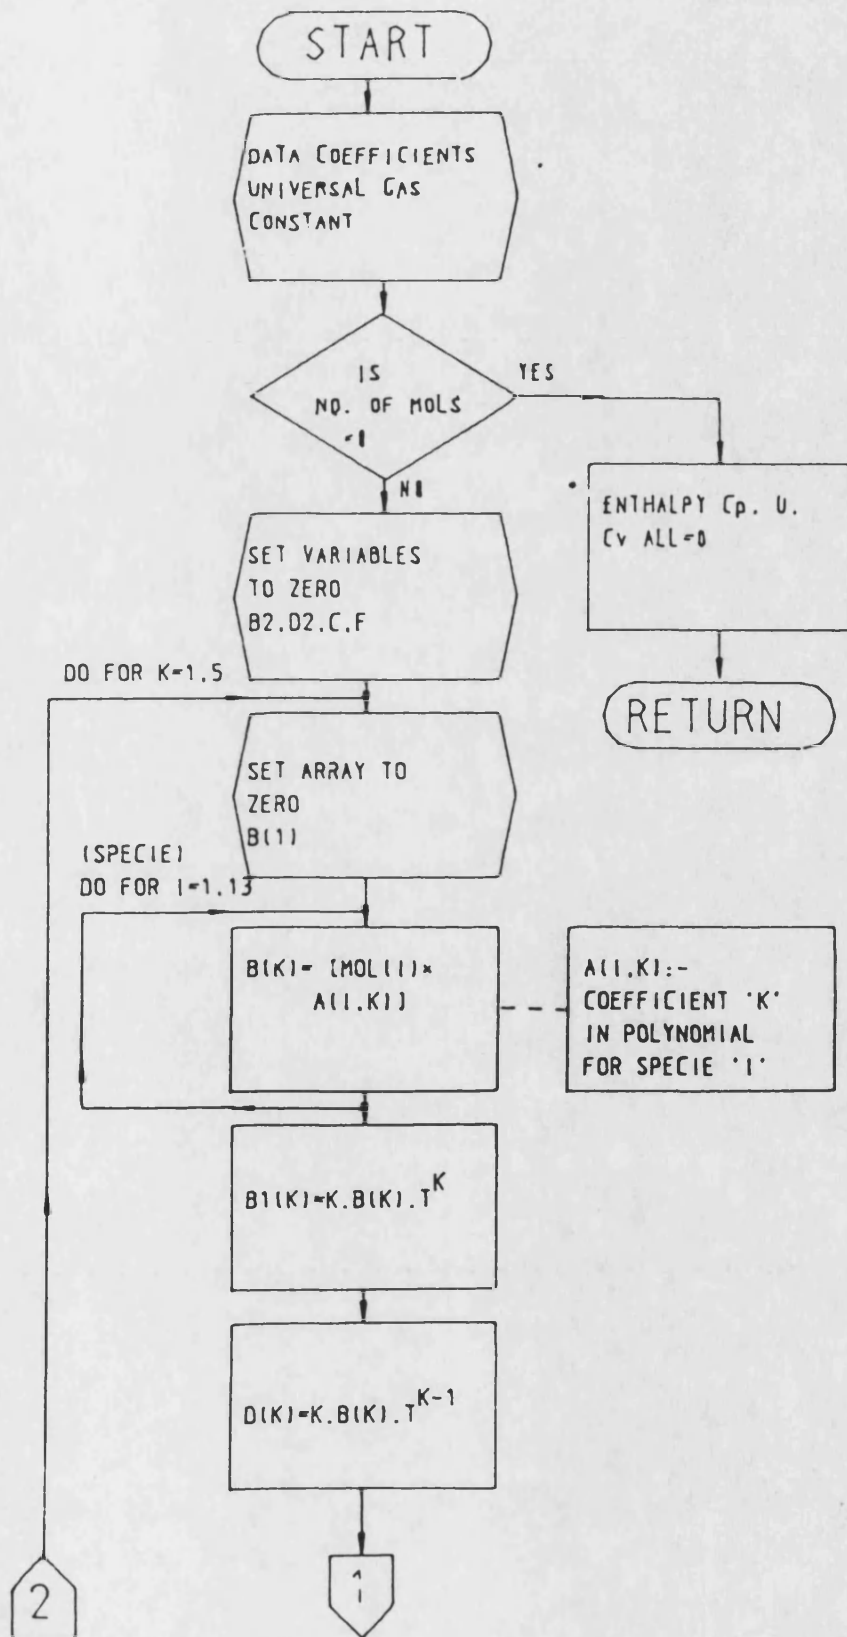 START
DATA COEFFICIENTS
UNIVERSAL GAS
CONSTANT
IS
NO. OF MOLS
YES
ENTHALPY Cp. U.
Cv ALL=0
RETURN
SET VARIABLES
TO ZERO
B2.D2.C.F
DO FOR K=1.5
SET ARRAY TO
ZERO
B(1)
(SPECIE)
DO FOR I=1.13
B(K)= [MOL(I)×
A(I,K)]
A(I,K):-
COEFFICIENT 'K'
IN POLYNOMIAL
FOR SPECIE 'I'
B1(K)=K.B(K).T^K
D(K)=K.B(K).T^K-1
2
1